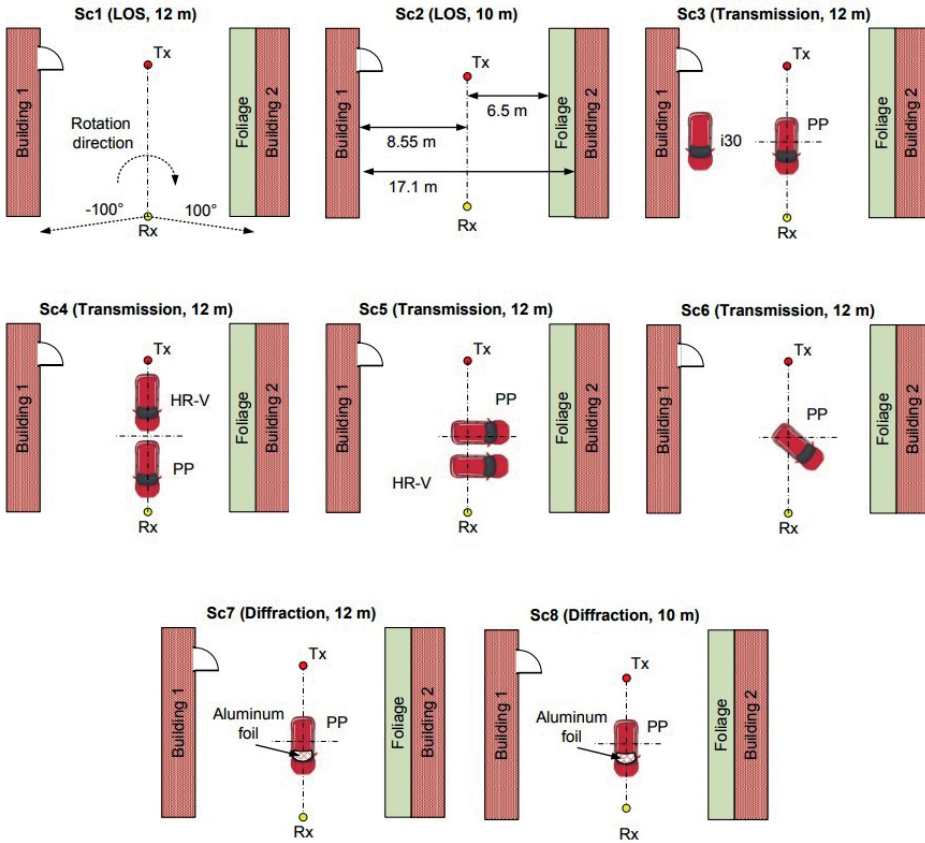 Sc1 (LOS, 12 m)
Building 1
Tx
Rotation
direction
-100°
100°
Rx
Foliage
Building 2
Sc2 (LOS, 10 m)
Building 1
Tx
6.5 m
8.55 m
17.1 m
Rx
Foliage
Building 2
Sc3 (Transmission, 12 m)
Building 1
Tx
i30
PP
Rx
Foliage
Building 2
Sc4 (Transmission, 12 m)
Building 1
Tx
HR-V
PP
Rx
Foliage
Building 2
Sc5 (Transmission, 12 m)
Building 1
Tx
PP
HR-V
Rx
Foliage
Building 2
Sc6 (Transmission, 12 m)
Building 1
Tx
PP
Rx
Foliage
Building 2
Sc7 (Diffraction, 12 m)
Building 1
Tx
Aluminum
foil
PP
Rx
Foliage
Building 2
Sc8 (Diffraction, 10 m)
Building 1
Tx
Aluminum
foil
PP
Rx
Foliage
Building 2